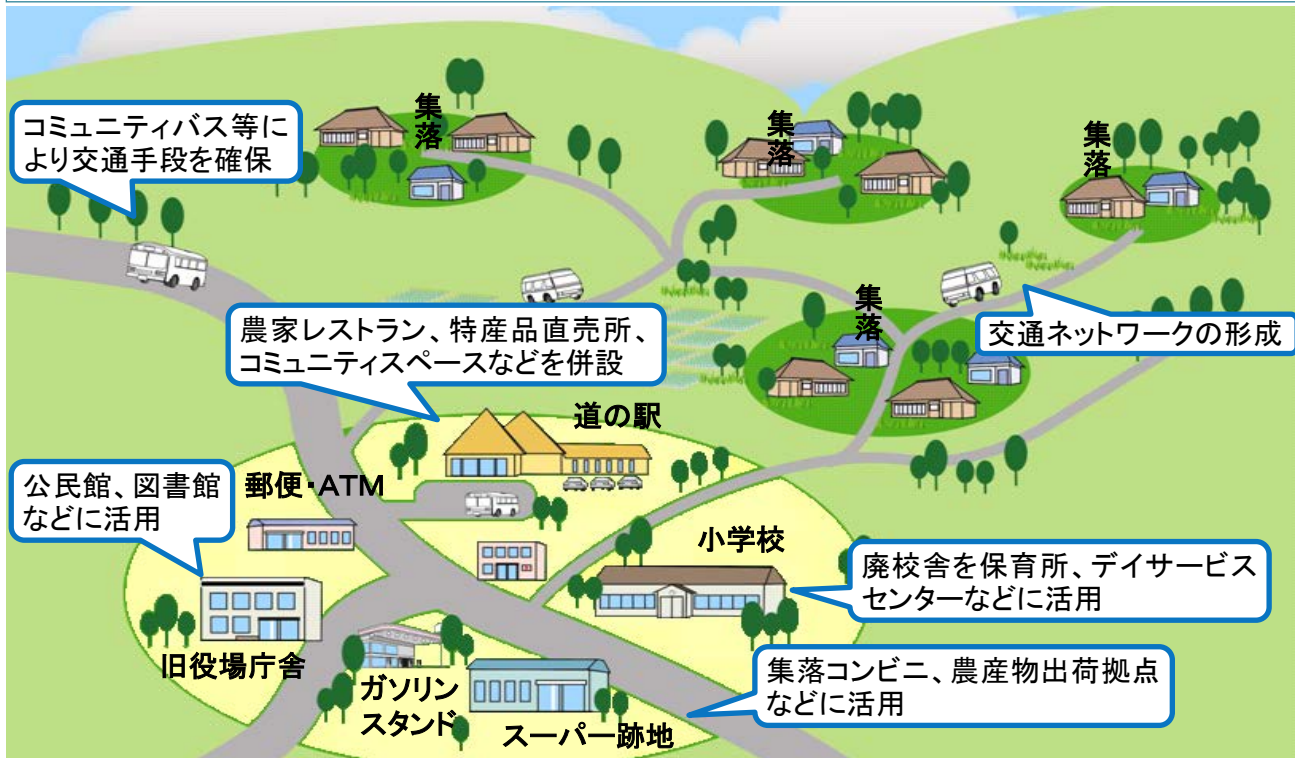 集落
集落
集落
コミュニティバス等に
より交通手段を確保
集落
交通ネットワークの形成
農家レストラン、特産品直売所、
コミュニティスペースなどを併設
道の駅
公民館、図書館
などに活用
郵便・ATM
小学校
廃校舎を保育所、デイサービス
センターなどに活用
旧役場庁舎
ガソリン
スタンド
スーパー跡地
集落コンビニ、農産物出荷拠点
などに活用